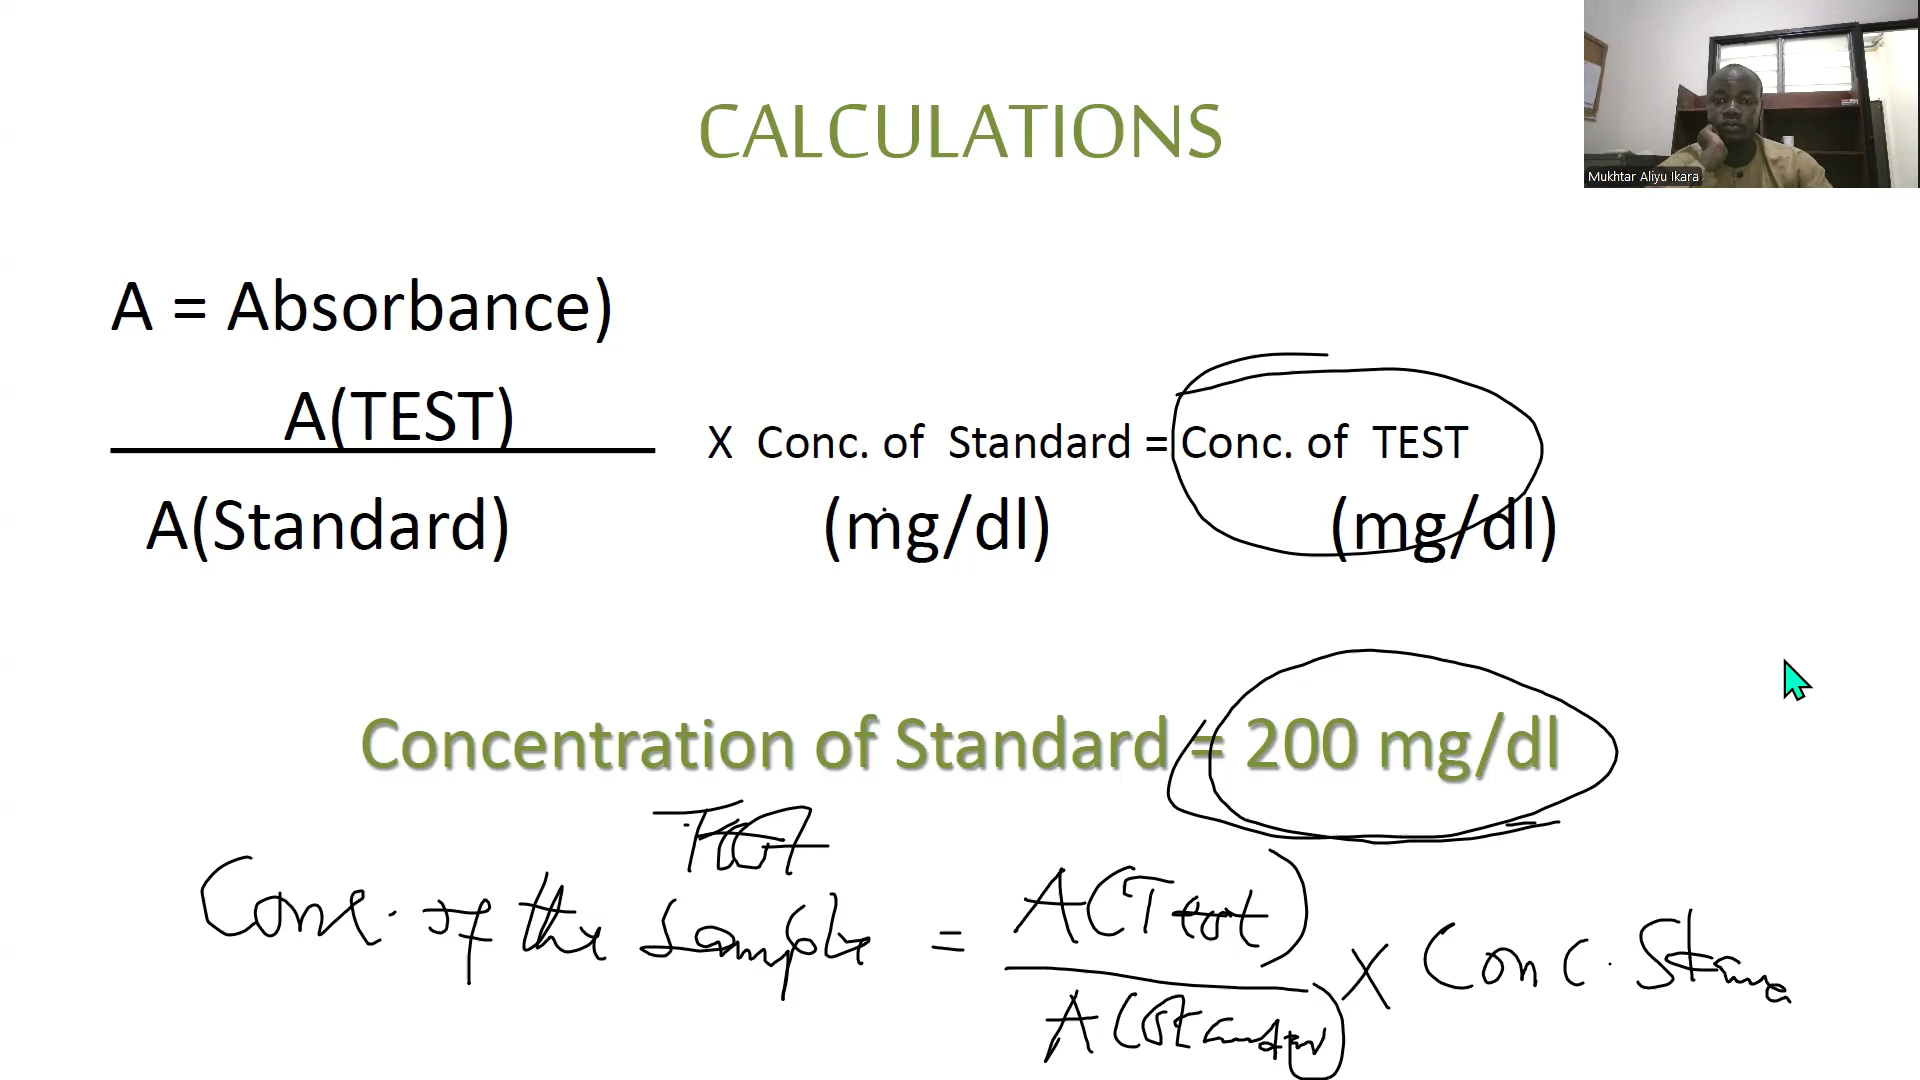 CALCULATIONS
Mukhtar Aliyu Ikara
A = Absorbance)
A(TEST)
X Conc. of Standard = Conc. of TEST
A(Standard) (mg/dl) (mg/dl)
Concentration of Standard = 200 mg/dl
Test
Conc. of the sample = A(Test) X Conc. Stan
A(Standard)